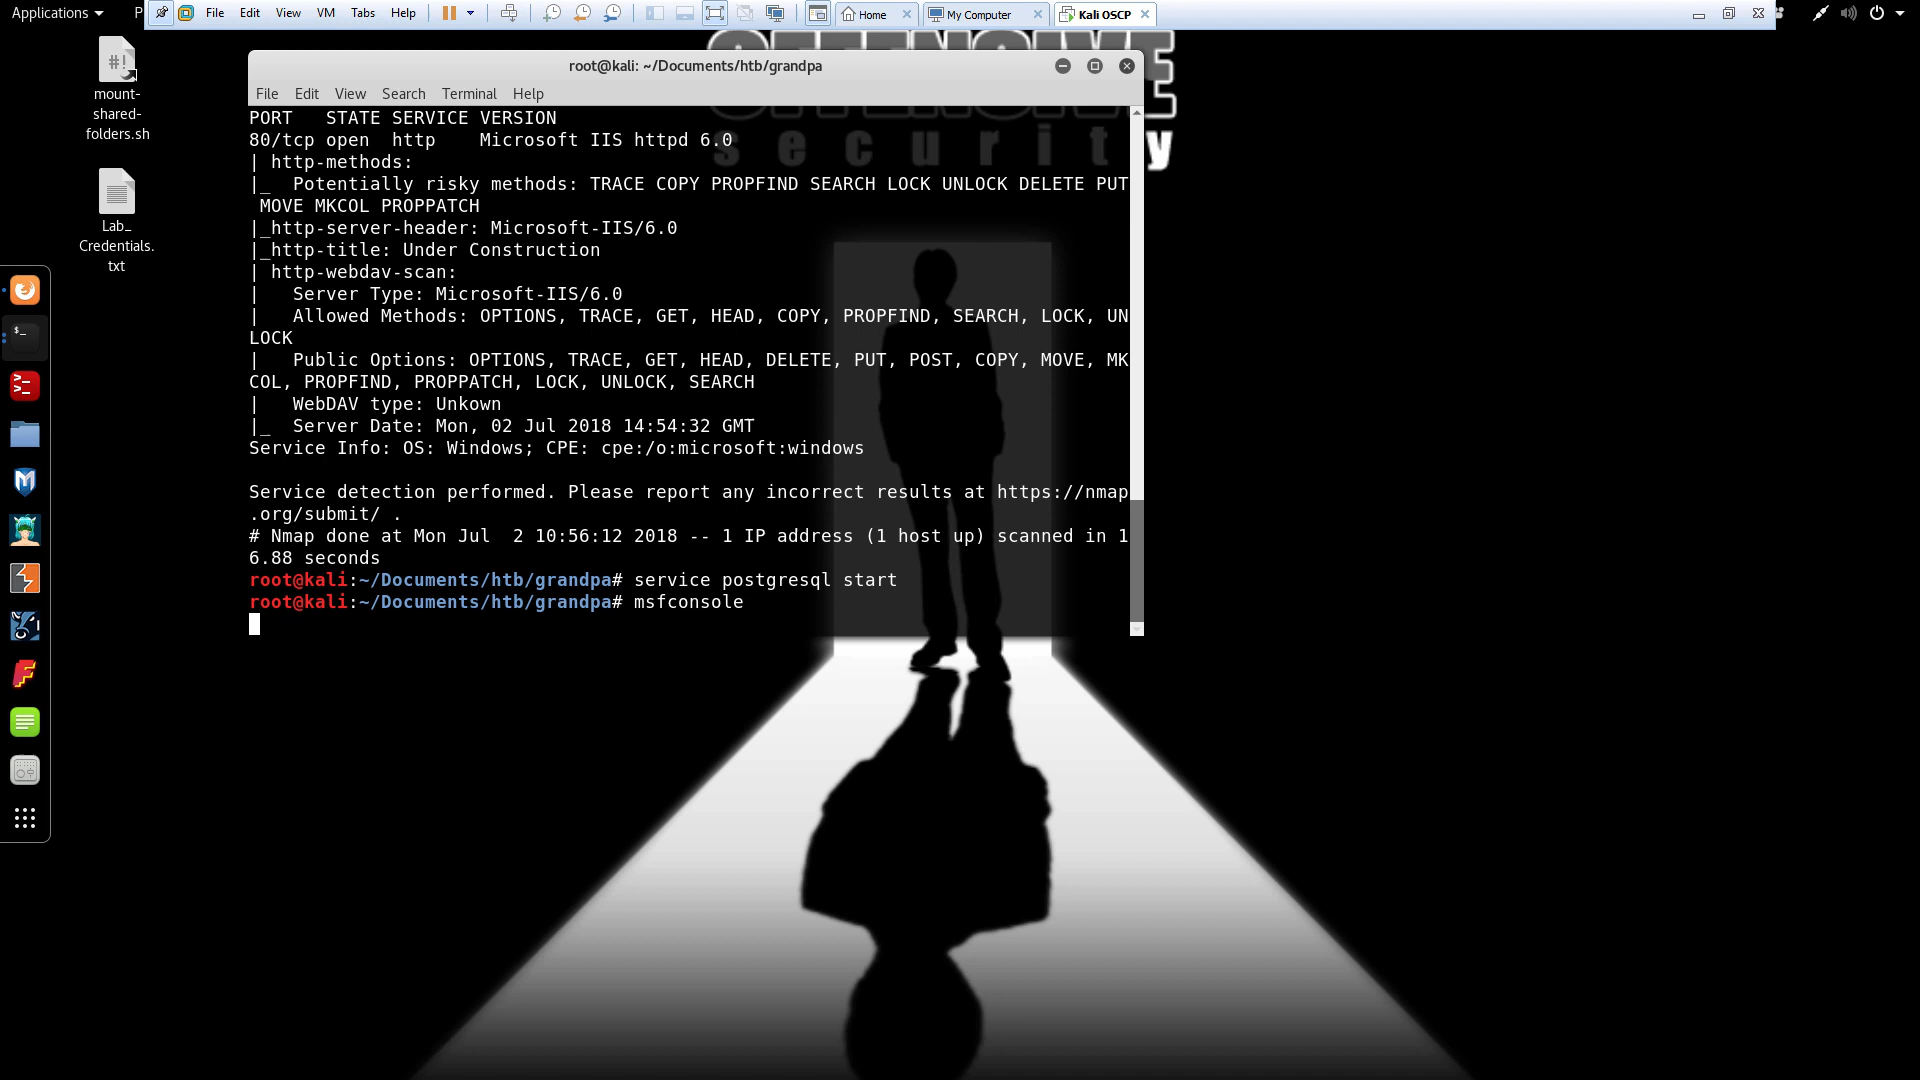 Applications
P
File Edit View VM Tabs Help
Home
My Computer
Kali OSCP
OFFENSIVE
security
mount-
shared-
folders.sh
Lab_
Credentials.
txt
root@kali: ~/Documents/htb/grandpa
File Edit View Search Terminal Help
PORT   STATE SERVICE VERSION
80/tcp open  http    Microsoft IIS httpd 6.0
| http-methods:
|_  Potentially risky methods: TRACE COPY PROPFIND SEARCH LOCK UNLOCK DELETE PUT
 MOVE MKCOL PROPPATCH
|_http-server-header: Microsoft-IIS/6.0
|_http-title: Under Construction
| http-webdav-scan:
|   Server Type: Microsoft-IIS/6.0
|   Allowed Methods: OPTIONS, TRACE, GET, HEAD, COPY, PROPFIND, SEARCH, LOCK, UN
LOCK
|   Public Options: OPTIONS, TRACE, GET, HEAD, DELETE, PUT, POST, COPY, MOVE, MK
COL, PROPFIND, PROPPATCH, LOCK, UNLOCK, SEARCH
|   WebDAV type: Unkown
|_  Server Date: Mon, 02 Jul 2018 14:54:32 GMT
Service Info: OS: Windows; CPE: cpe:/o:microsoft:windows
Service detection performed. Please report any incorrect results at https://nmap
.org/submit/ .
# Nmap done at Mon Jul  2 10:56:12 2018 -- 1 IP address (1 host up) scanned in 1
6.88 seconds
root@kali:~/Documents/htb/grandpa# service postgresql start
root@kali:~/Documents/htb/grandpa# msfconsole